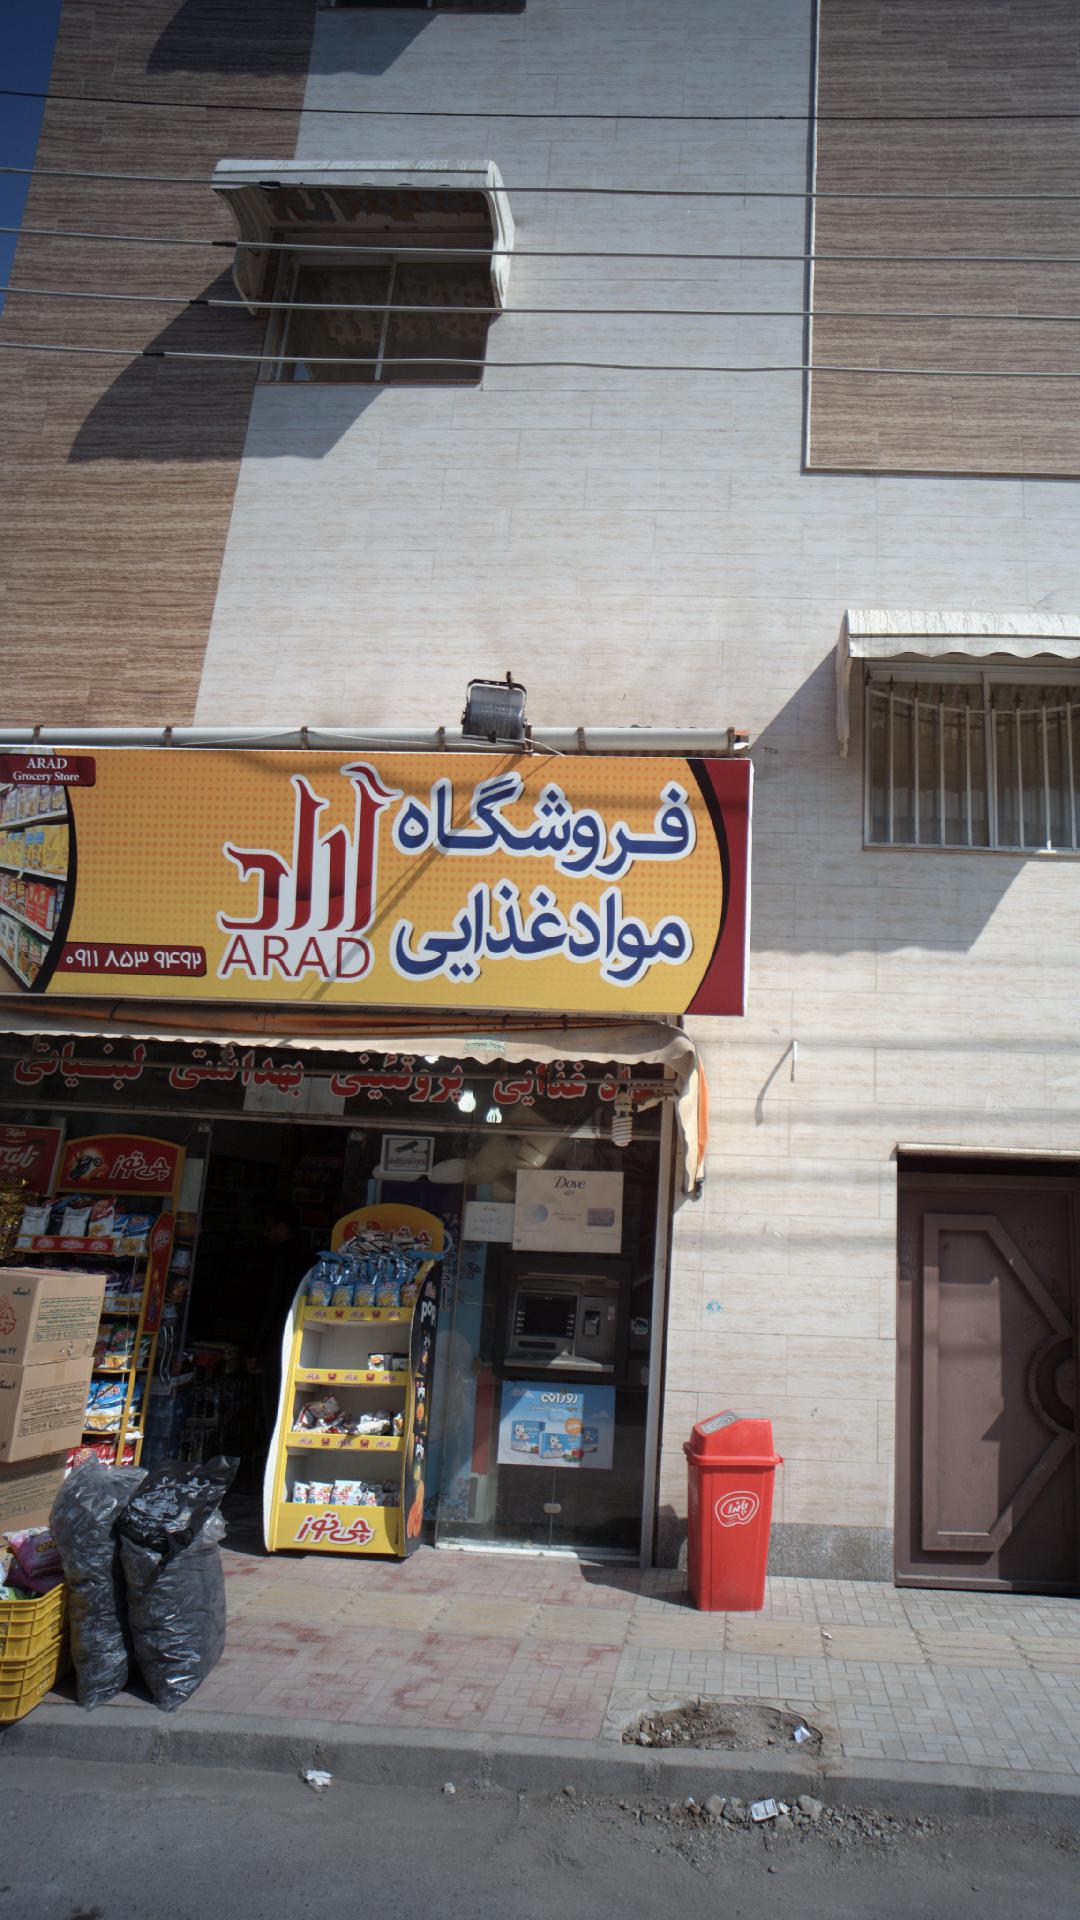 ARAD
Grocery Store
فروشگاه
مواد غذایی
آراد
ARAD
۰۹۱۱ ۸۵۳ ۹۴۹۲
مواد غذایی پروتئینی بهداشتی لبنیاتی
چی توز
Dove
چی توز
پاندا